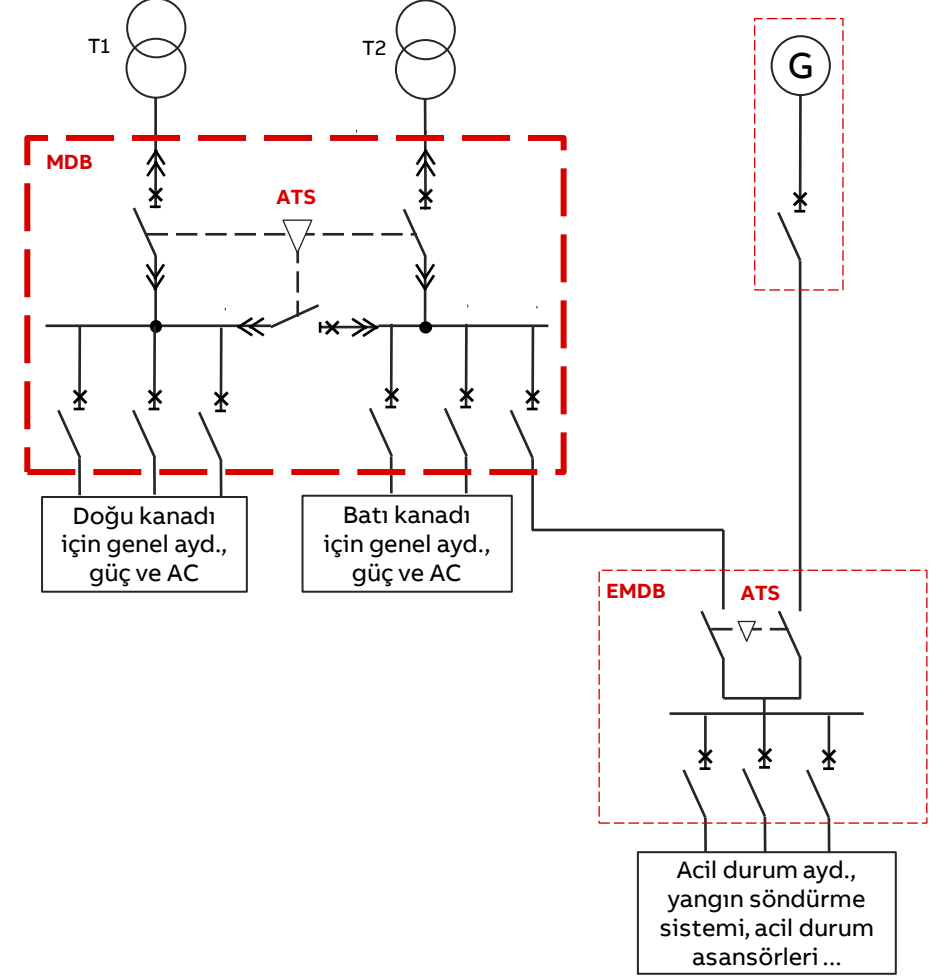 T1
T2
G
MDB
ATS
Doğu kanadı
için genel ayd.,
güç ve AC
Batı kanadı
için genel ayd.,
güç ve AC
EMDB
ATS
Acil durum ayd.,
yangın söndürme
sistemi, acil durum
asansörleri ...